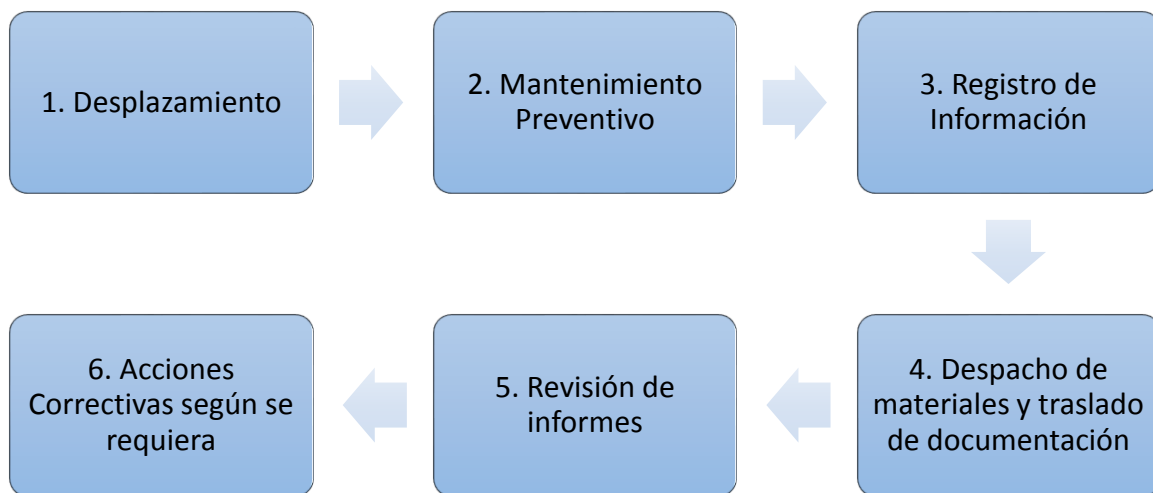 1. Desplazamiento
2. Mantenimiento
Preventivo
3. Registro de
Información
4. Despacho de
materiales y traslado
de documentación
5. Revisión de
informes
6. Acciones
Correctivas según se
requiera